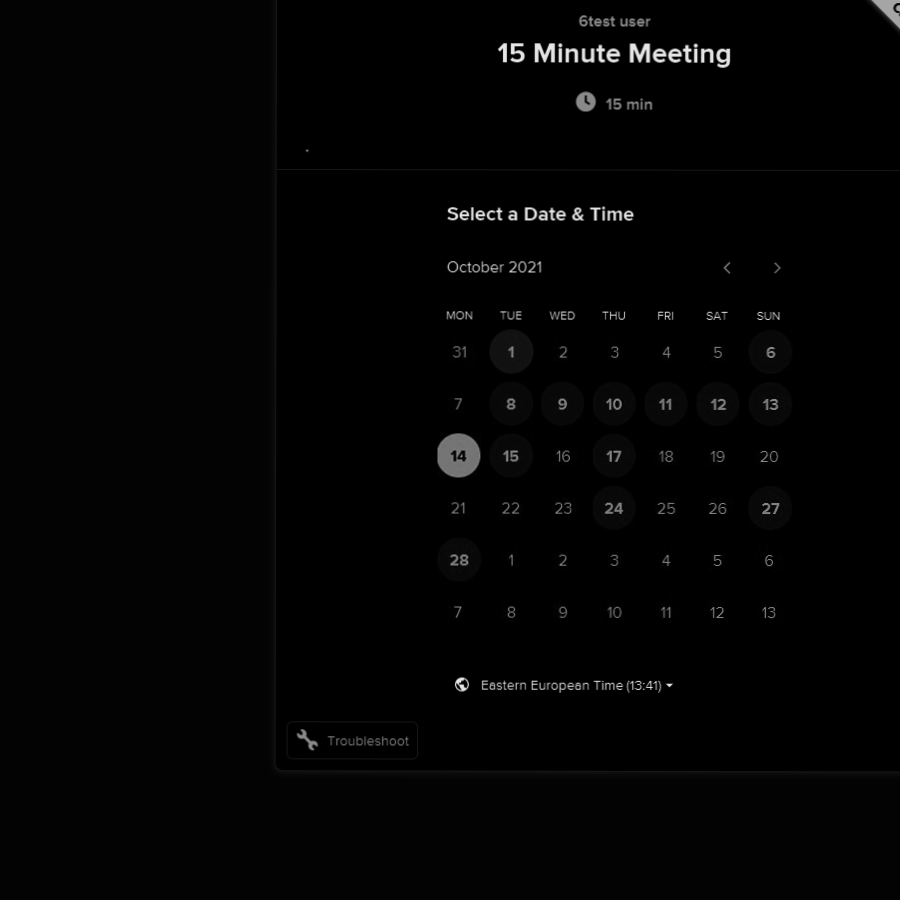 6test user
15 Minute Meeting
15 min
Select a Date & Time
October 2021
MON TUE WED THU FRI SAT SUN
31 1 2 3 4 5 6
7 8 9 10 11 12 13
14 15 16 17 18 19 20
21 22 23 24 25 26 27
28 1 2 3 4 5 6
7 8 9 10 11 12 13
Eastern European Time (13:41)
Troubleshoot